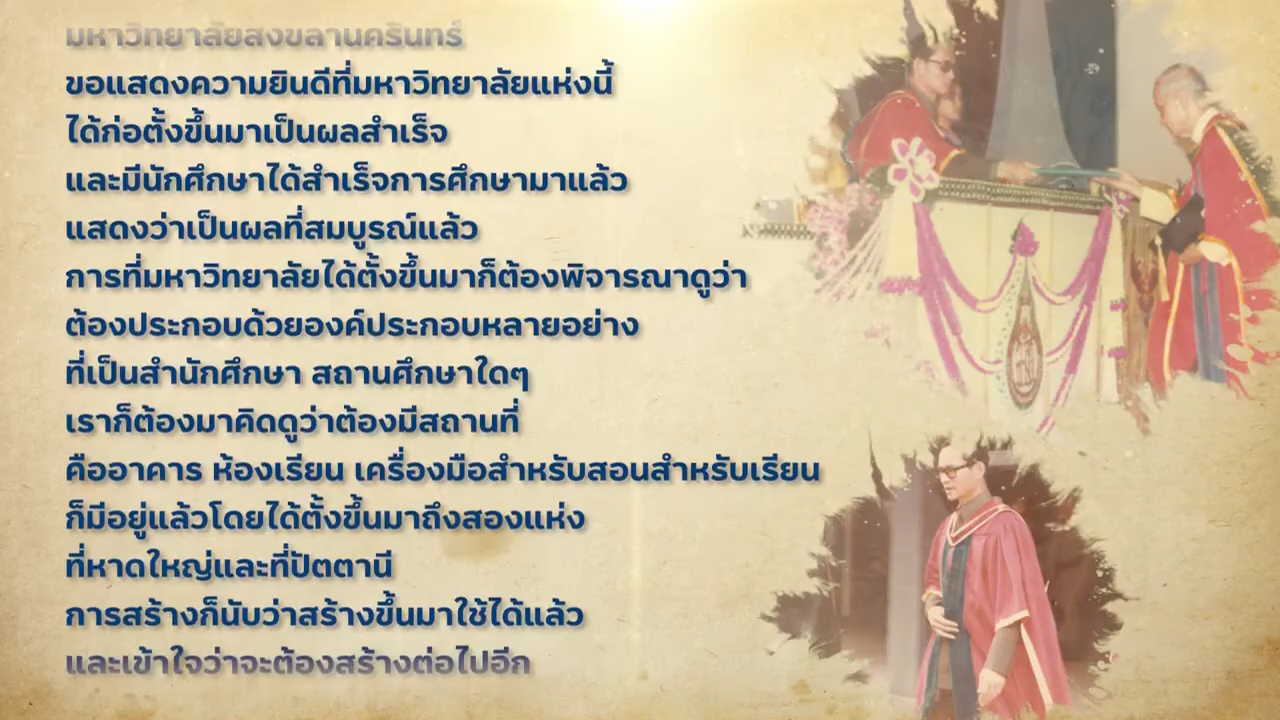 มหาวิทยาลัยสงขลานครินทร์
ขอแสดงความยินดีที่มหาวิทยาลัยแห่งนี้
ได้ก่อตั้งขึ้นมาเป็นผลสำเร็จ
และมีนักศึกษาได้สำเร็จการศึกษามาแล้ว
แสดงว่าเป็นผลที่สมบูรณ์แล้ว
การที่มหาวิทยาลัยได้ตั้งขึ้นมาก็ต้องพิจารณาดูว่า
ต้องประกอบด้วยองค์ประกอบหลายอย่าง
ที่เป็นสำนักศึกษา สถานศึกษาใดๆ
เราก็ต้องมาคิดดูว่าต้องมีสถานที่
คืออาคาร ห้องเรียน เครื่องมือสำหรับสอนสำหรับเรียน
ก็มีอยู่แล้วโดยได้ตั้งขึ้นมาถึงสองแห่ง
ที่หาดใหญ่และที่ปัตตานี
การสร้างก็นับว่าสร้างขึ้นมาใช้ได้แล้ว
และเข้าใจว่าจะต้องสร้างต่อไปอีก